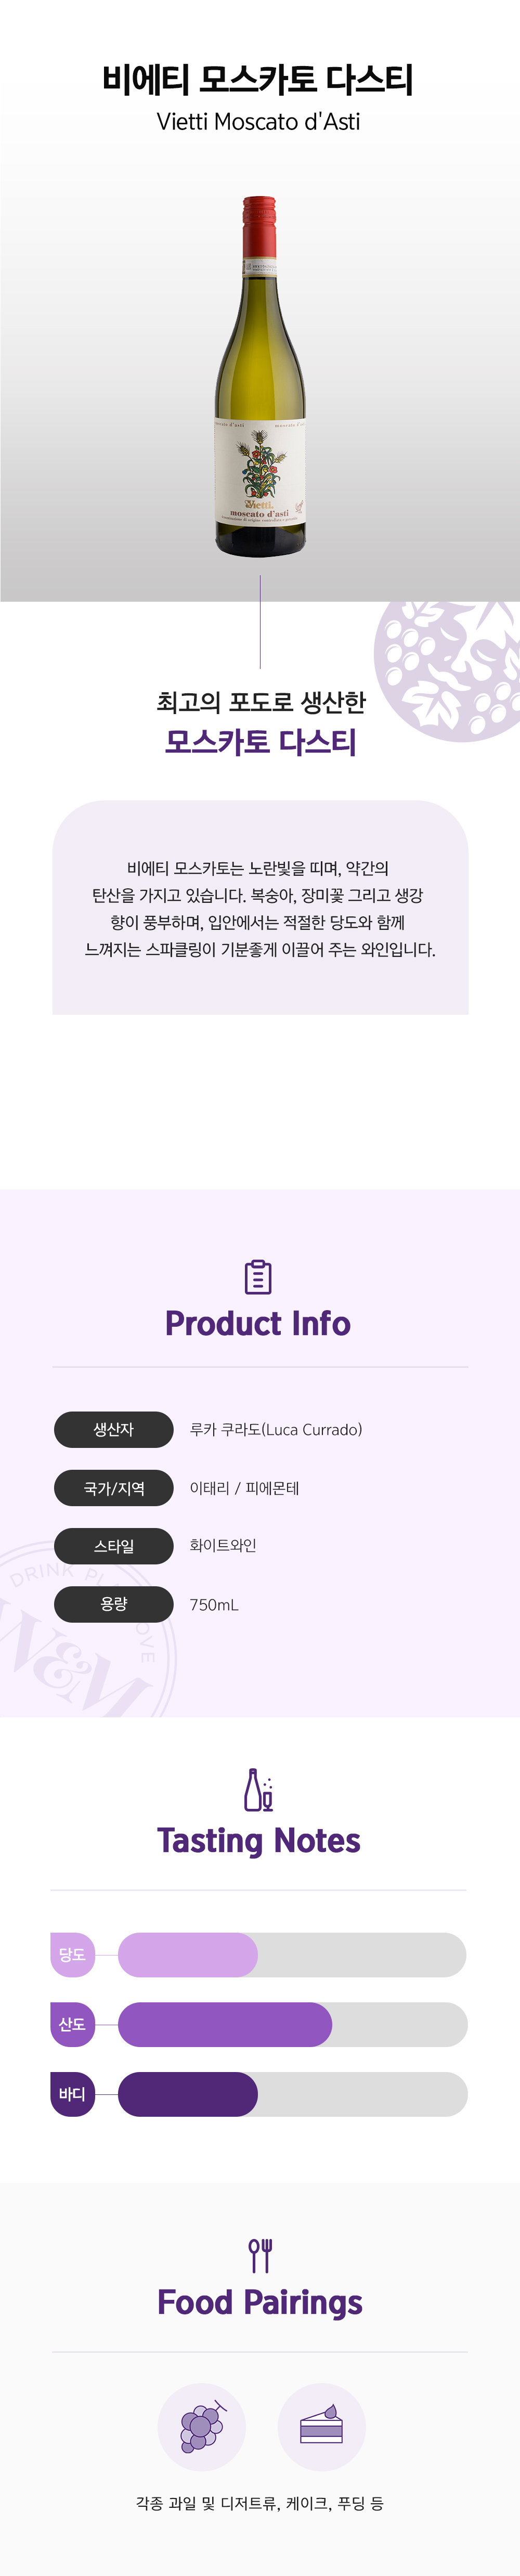 비에티 모스카토 다스티
Vietti Moscato d'Asti
moscato d'asti
vietti.
moscato d'asti
최고의 포도로 생산한
모스카토 다스티
비에티 모스카토는 노란빛을 띠며, 약간의
탄산을 가지고 있습니다. 복숭아, 장미꽃 그리고 생강
향이 풍부하며, 입안에서는 적절한 당도와 함께
느껴지는 스파클링이 기분좋게 이끌어 주는 와인입니다.
Product Info
생산자 루카 쿠라도(Luca Currado)
국가/지역 이태리 / 피에몬테
스타일 화이트와인
용량 750mL
DRINK
W&M
Tasting Notes
당도
산도
바디
Food Pairings
각종 과일 및 디저트류, 케이크, 푸딩 등